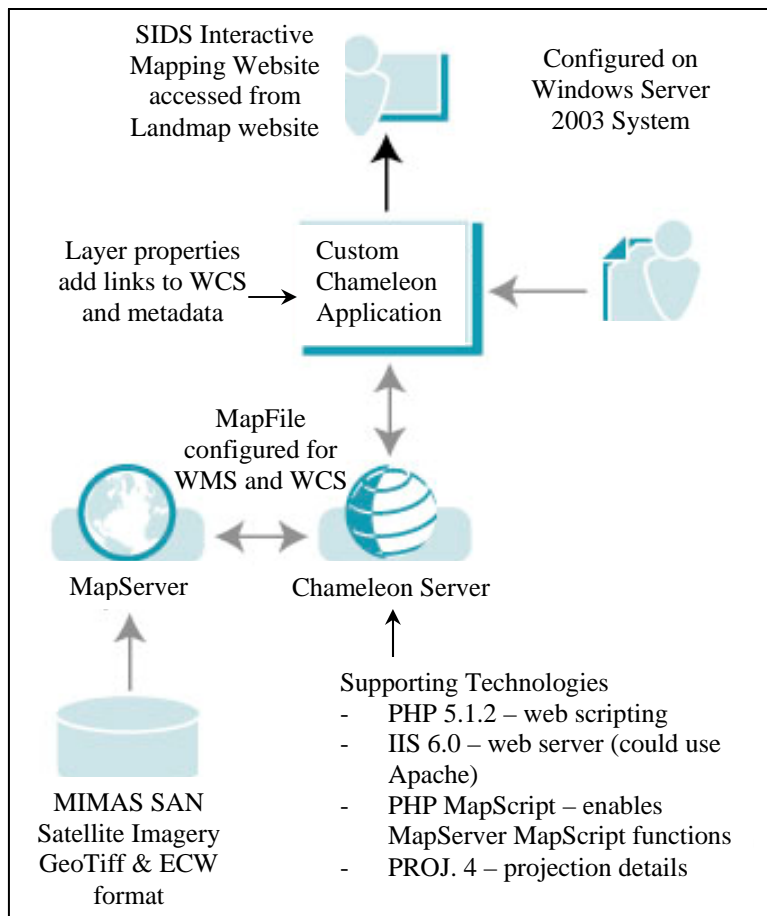 SIDS Interactive
Mapping Website
accessed from
Landmap website
Configured on
Windows Server
2003 System
Layer properties
add links to WCS
and metadata
Custom
Chameleon
Application
MapFile
configured for
WMS and WCS
MapServer
Chameleon Server
MIMAS SAN
Satellite Imagery
GeoTiff & ECW
format
Supporting Technologies
- PHP 5.1.2 – web scripting
- IIS 6.0 – web server (could use
Apache)
- PHP MapScript – enables
MapServer MapScript functions
- PROJ. 4 – projection details